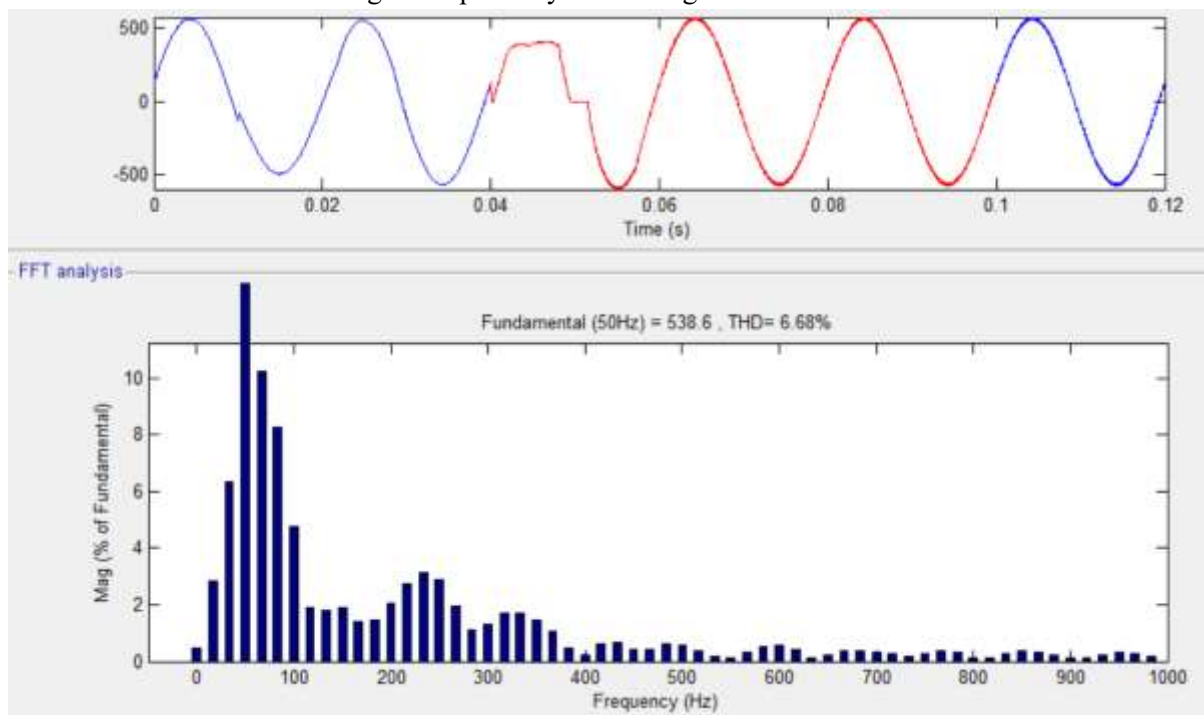 500
0
-500
0 0.02 0.04 0.06 0.08 0.1 0.12
Time (s)
FFT analysis
Fundamental (50Hz) = 538.6 , THD= 6.68%
10
8
6
4
2
0
Mag (% of Fundamental)
0 100 200 300 400 500 600 700 800 900 1000
Frequency (Hz)